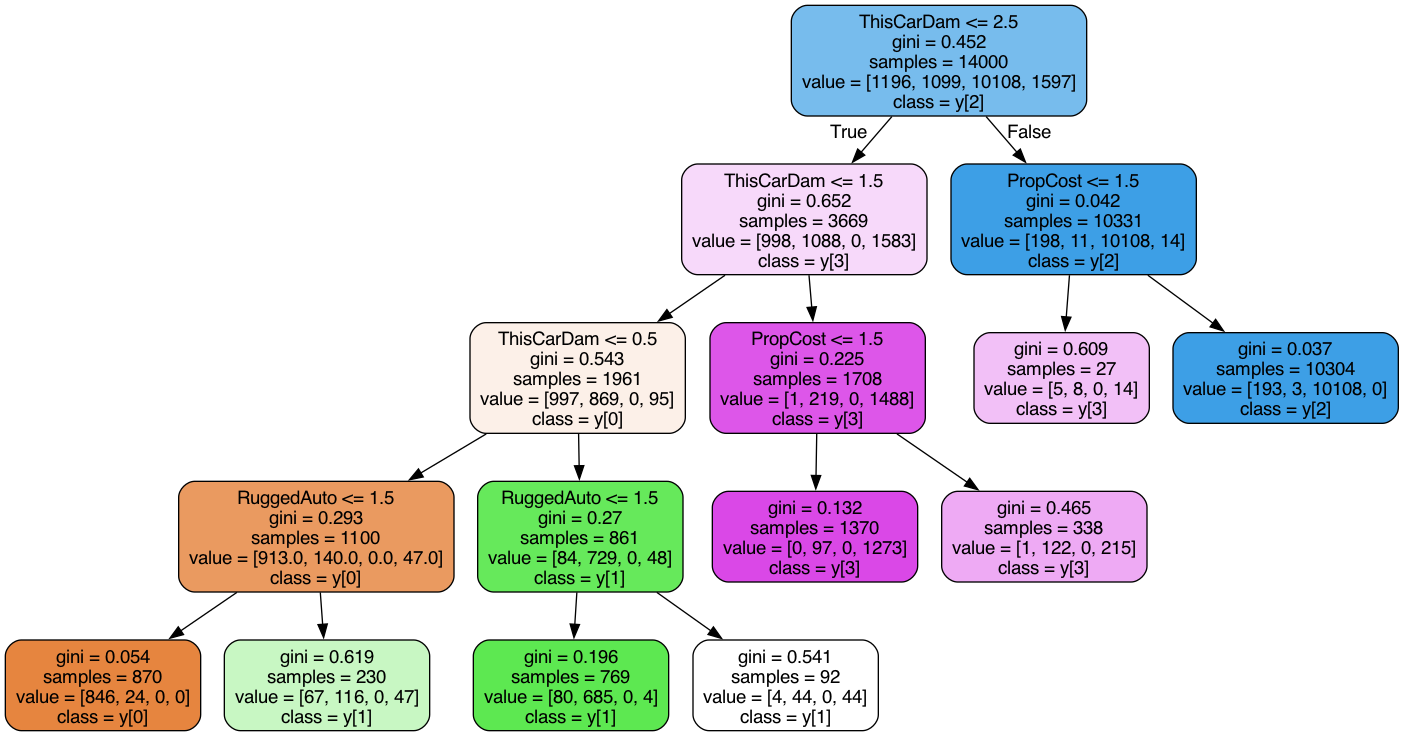 ThisCarDam <= 2.5
gini = 0.452
samples = 14000
value = [1196, 1099, 10108, 1597]
class = y[2]
True
False
ThisCarDam <= 1.5
gini = 0.652
samples = 3669
value = [998, 1088, 0, 1583]
class = y[3]
PropCost <= 1.5
gini = 0.042
samples = 10331
value = [198, 11, 10108, 14]
class = y[2]
ThisCarDam <= 0.5
gini = 0.543
samples = 1961
value = [997, 869, 0, 95]
class = y[0]
PropCost <= 1.5
gini = 0.225
samples = 1708
value = [1, 219, 0, 1488]
class = y[3]
gini = 0.609
samples = 27
value = [5, 8, 0, 14]
class = y[3]
gini = 0.037
samples = 10304
value = [193, 3, 10108, 0]
class = y[2]
RuggedAuto <= 1.5
gini = 0.293
samples = 1100
value = [913.0, 140.0, 0.0, 47.0]
class = y[0]
RuggedAuto <= 1.5
gini = 0.27
samples = 861
value = [84, 729, 0, 48]
class = y[1]
gini = 0.132
samples = 1370
value = [0, 97, 0, 1273]
class = y[3]
gini = 0.465
samples = 338
value = [1, 122, 0, 215]
class = y[3]
gini = 0.054
samples = 870
value = [846, 24, 0, 0]
class = y[0]
gini = 0.619
samples = 230
value = [67, 116, 0, 47]
class = y[1]
gini = 0.196
samples = 769
value = [80, 685, 0, 4]
class = y[1]
gini = 0.541
samples = 92
value = [4, 44, 0, 44]
class = y[1]